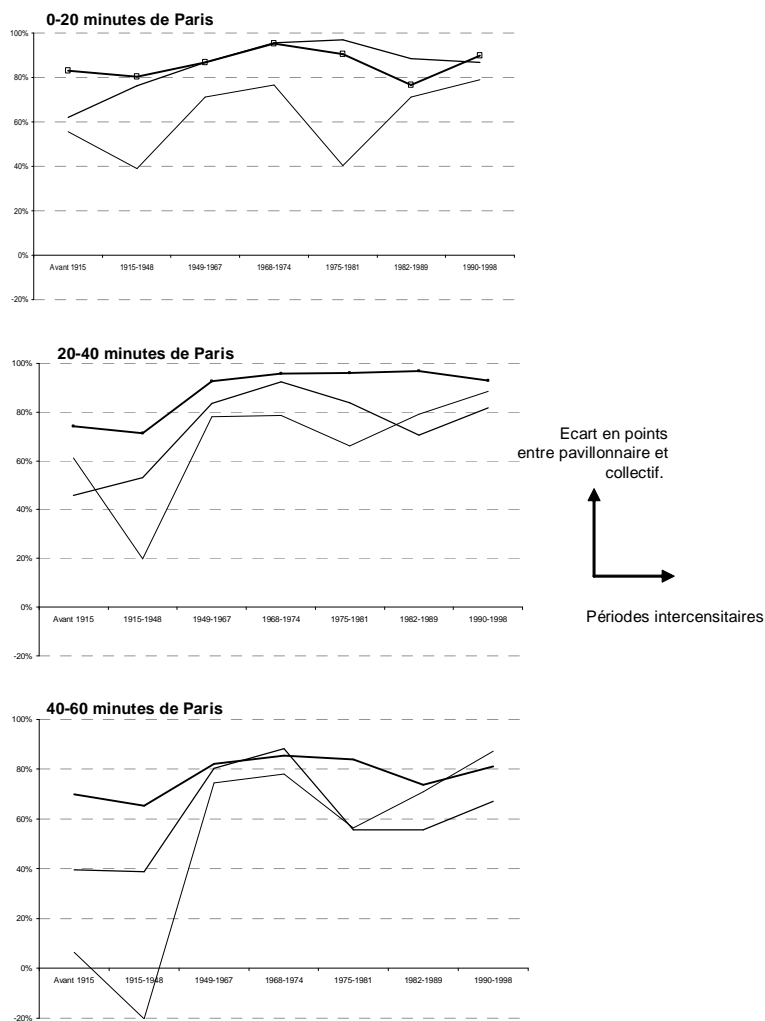 0-20 minutes de Paris
100%
80%
60%
40%
20%
0%
Avant 1915 1915-1948 1949-1967 1968-1974 1975-1981 1982-1989 1990-1998
-20%
20-40 minutes de Paris
100%
80%
60%
40%
20%
0%
Avant 1915 1915-1948 1949-1967 1968-1974 1975-1981 1982-1989 1990-1998
-20%
Ecart en points
entre pavillonnaire et
collectif.
Périodes intercensitaires
40-60 minutes de Paris
100%
80%
60%
40%
20%
0%
Avant 1915 1915-1948 1949-1967 1968-1974 1975-1981 1982-1989 1990-1998
-20%